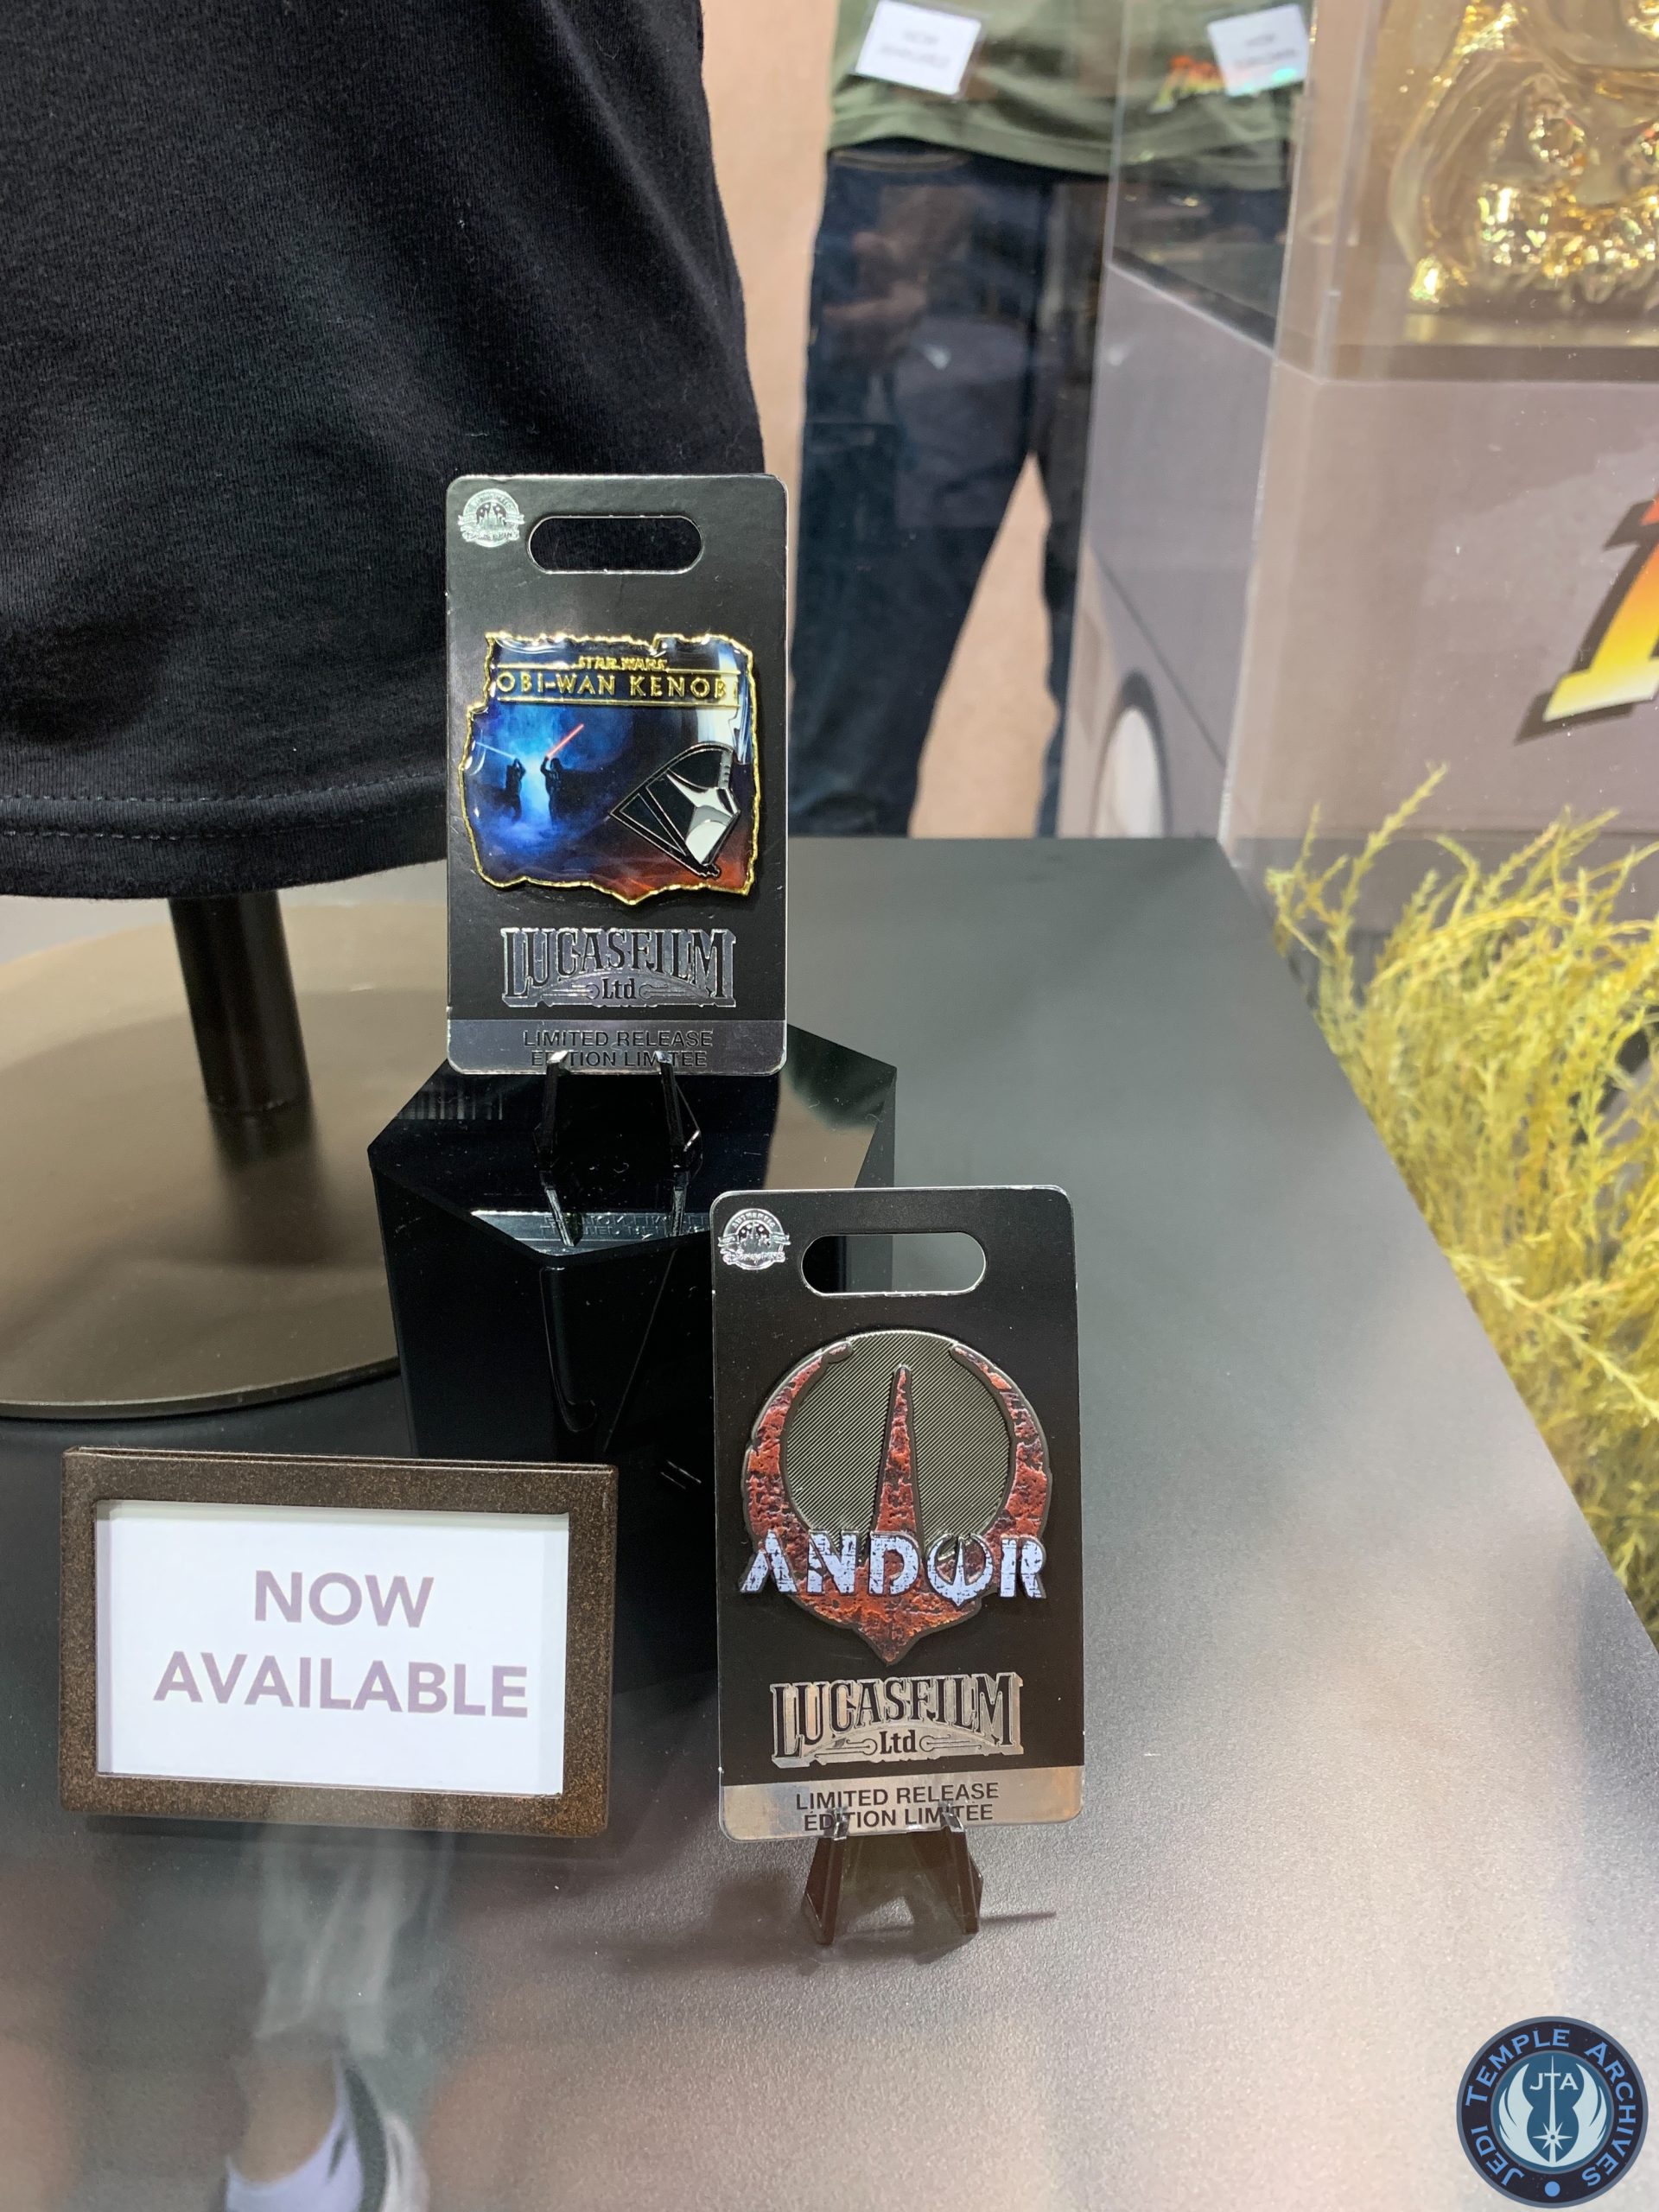 STAR WARS
OBI-WAN KENOBI
LUCASFILM
Ltd
LIMITED RELEASE
EDITION LIMITEE
AUTHENTIC
ANDOR
LUCASFILM
Ltd
LIMITED RELEASE
EDITION LIMITEE
NOW
AVAILABLE
JEDI TEMPLE ARCHIVES
JTA